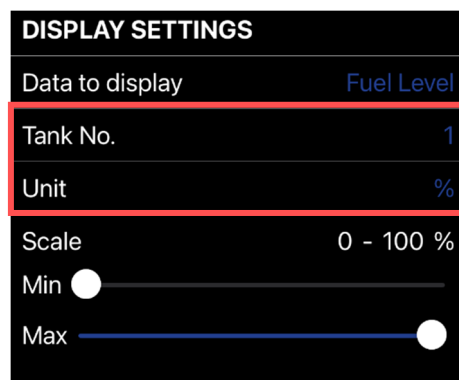 DISPLAY SETTINGS
Data to display Fuel Level
Tank No. 1
Unit %
Scale 0 - 100 %
Min
Max